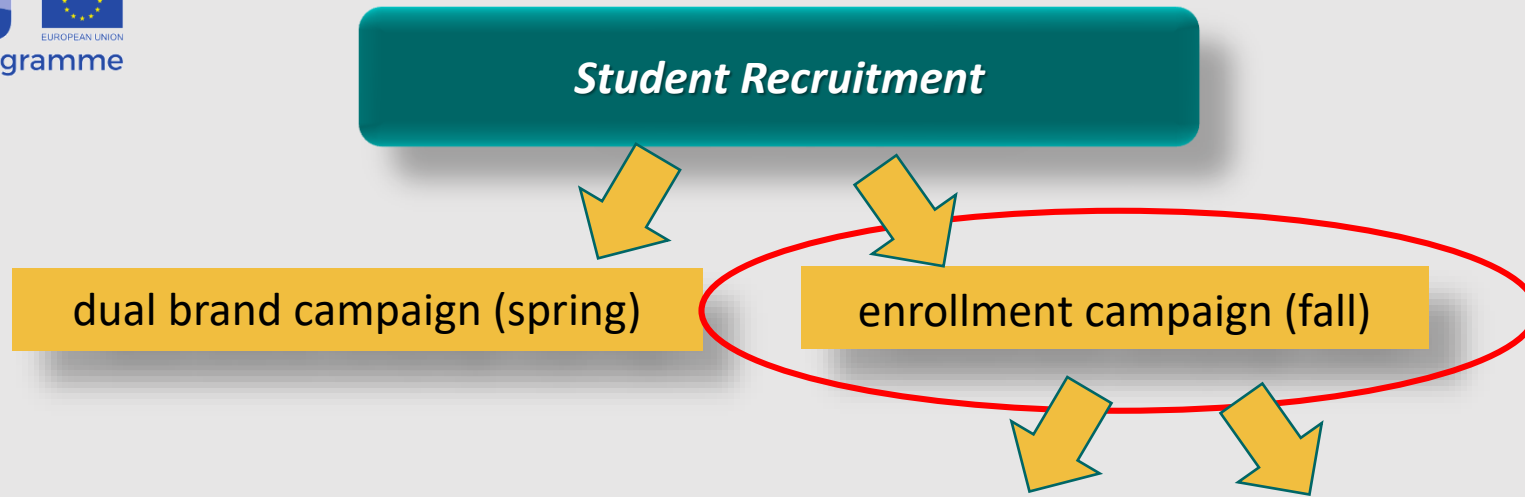 EUROPEAN UNION
gramme
Student Recruitment
dual brand campaign (spring)
enrollment campaign (fall)